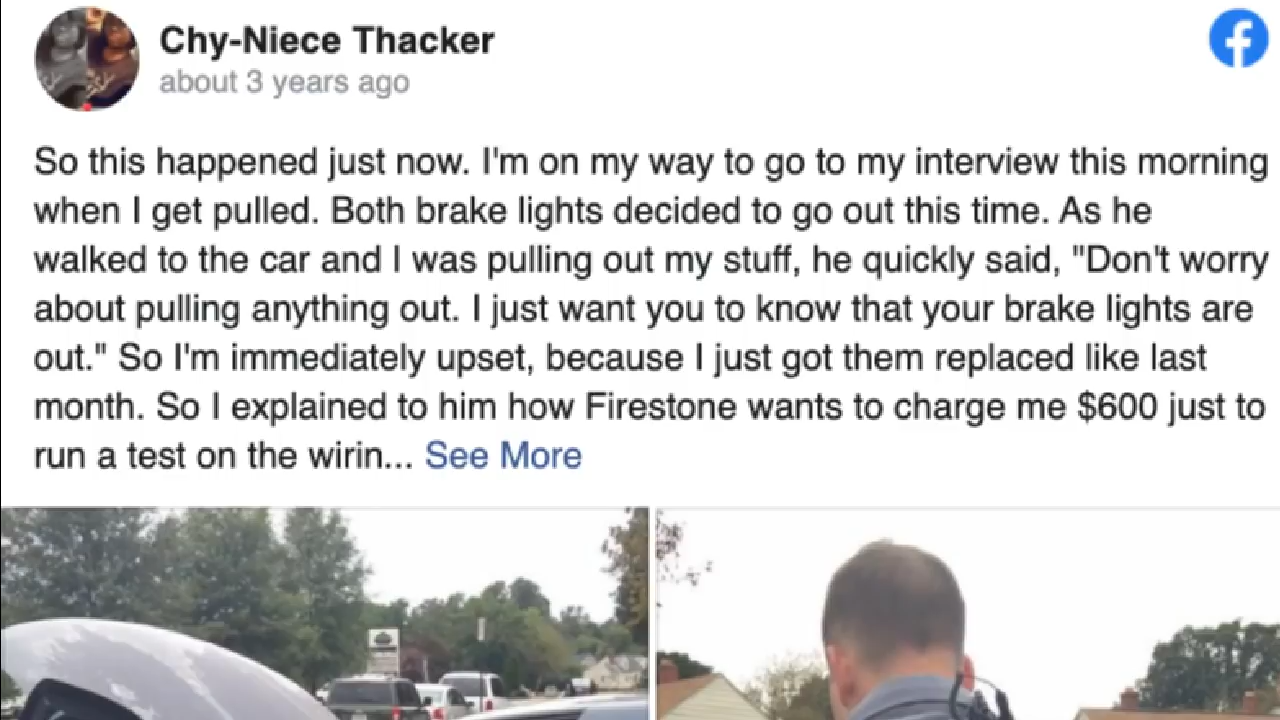 Chy-Niece Thacker
about 3 years ago
So this happened just now. I'm on my way to go to my interview this morning
when I get pulled. Both brake lights decided to go out this time. As he
walked to the car and I was pulling out my stuff, he quickly said, "Don't worry
about pulling anything out. I just want you to know that your brake lights are
out." So I'm immediately upset, because I just got them replaced like last
month. So I explained to him how Firestone wants to charge me $600 just to
run a test on the wirin... See More